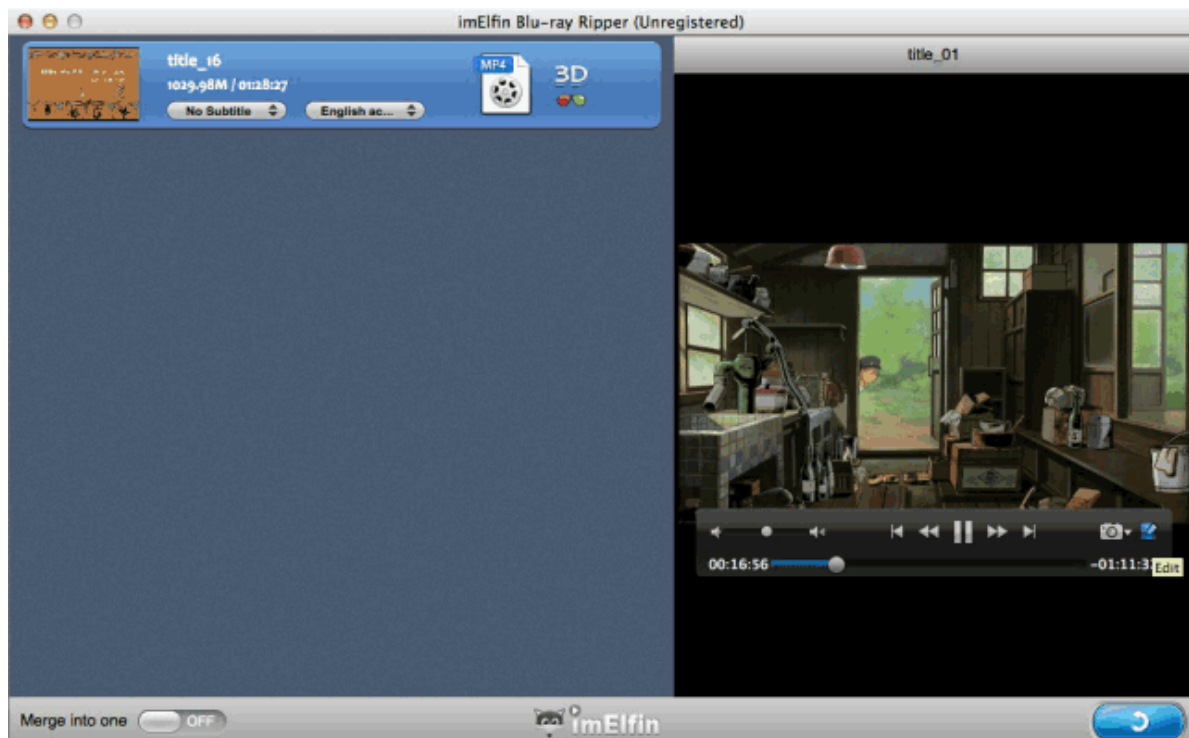 imElfin Blu-ray Ripper (Unregistered)
title_16
1029.98M / 01:28:27
No Subtitle
English ac...
MP4
3D
title_01
00:16:56
Edit
Merge into one
OFF
imElfin